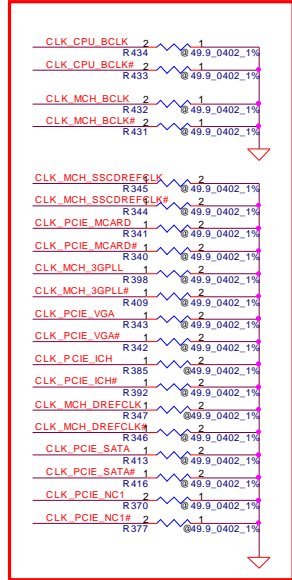 CLK_CPU_BCLK 2 1
R434 @ 49.9_0402_1%
CLK_CPU_BCLK# 2 1
R433 @ 49.9_0402_1%
CLK_MCH_BCLK 2 1
R432 @ 49.9_0402_1%
CLK_MCH_BCLK# 2 1
R431 @ 49.9_0402_1%
CLK_MCH_SSCDREFCLK 1 2
R345 @ 49.9_0402_1%
CLK_MCH_SSCDREFCLK# 1 2
R344 @ 49.9_0402_1%
CLK_PCIE_MCARD 1 2
R341 @ 49.9_0402_1%
CLK_PCIE_MCARD# 1 2
R340 @ 49.9_0402_1%
CLK_MCH_3GPLL 1 2
R398 @ 49.9_0402_1%
CLK_MCH_3GPLL# 1 2
R409 @ 49.9_0402_1%
CLK_PCIE_VGA 1 2
R343 @ 49.9_0402_1%
CLK_PCIE_VGA# 1 2
R342 @ 49.9_0402_1%
CLK_PCIE_ICH 1 2
R385 @49.9_0402_1%
CLK_PCIE_ICH# 1 2
R392 @49.9_0402_1%
CLK_MCH_DREFCLK 1 2
R347 @ 49.9_0402_1%
CLK_MCH_DREFCLK# 1 2
R346 @ 49.9_0402_1%
CLK_PCIE_SATA 1 2
R413 @ 49.9_0402_1%
CLK_PCIE_SATA# 1 2
R416 @ 49.9_0402_1%
CLK_PCIE_NC1 2 1
R370 @49.9_0402_1%
CLK_PCIE_NC1# 2 1
R377 @49.9_0402_1%